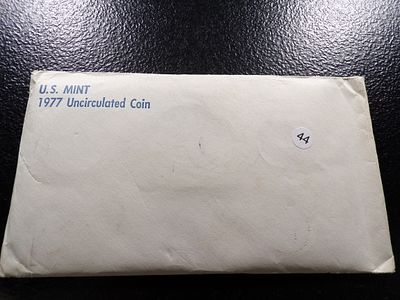 U.S. MINT
1977 Uncirculated Coin
44